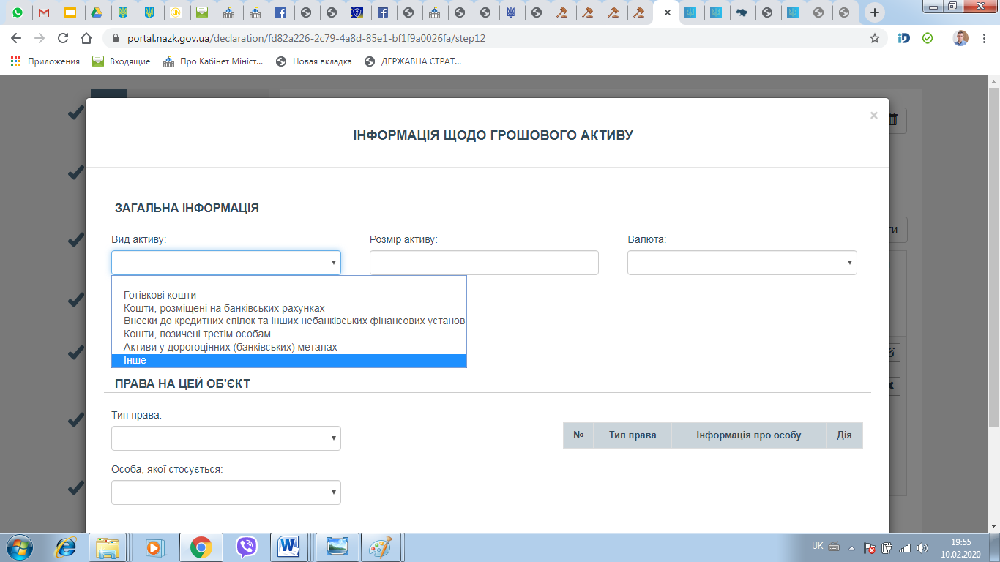 portal.nazk.gov.ua/declaration/fd82a226-2c79-4a8d-85e1-bf1f9a0026fa/step12
Приложения
Входящие
Про Кабінет Мініст...
Новая вкладка
ДЕРЖАВНА СТРАТ...
ІНФОРМАЦІЯ ЩОДО ГРОШОВОГО АКТИВУ
ЗАГАЛЬНА ІНФОРМАЦІЯ
Вид активу:
Розмір активу:
Валюта:
Готівкові кошти
Кошти, розміщені на банківських рахунках
Внески до кредитних спілок та інших небанківських фінансових установ
Кошти, позичені третім особам
Активи у дорогоцінних (банківських) металах
Інше
ПРАВА НА ЦЕЙ ОБ'ЄКТ
Тип права:
№ Тип права Інформація про особу Дія
Особа, якої стосується:
UK
19:55
10.02.2020